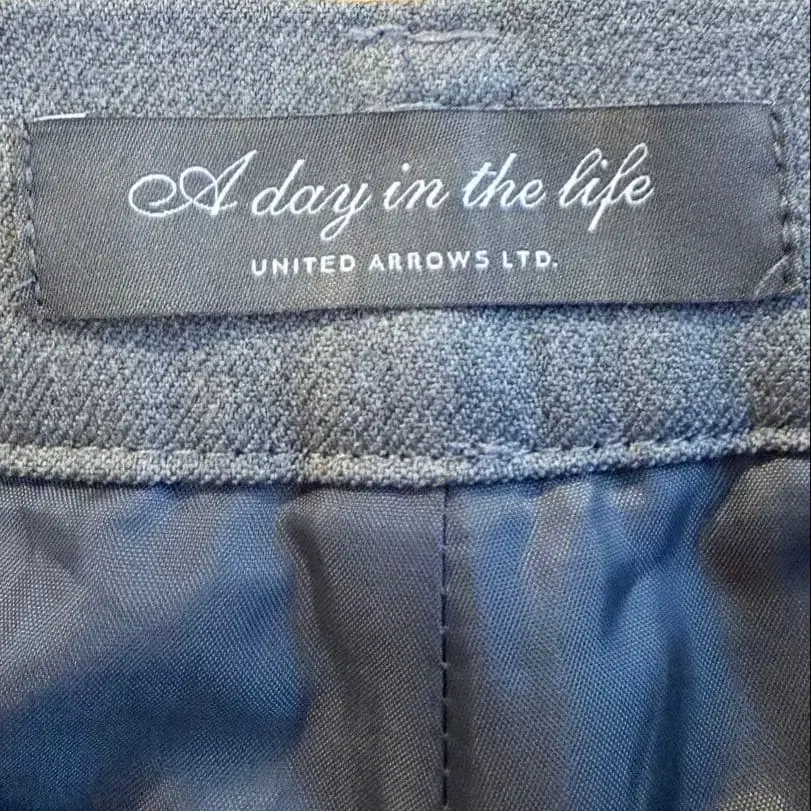 A day in the life
UNITED ARROWS LTD.